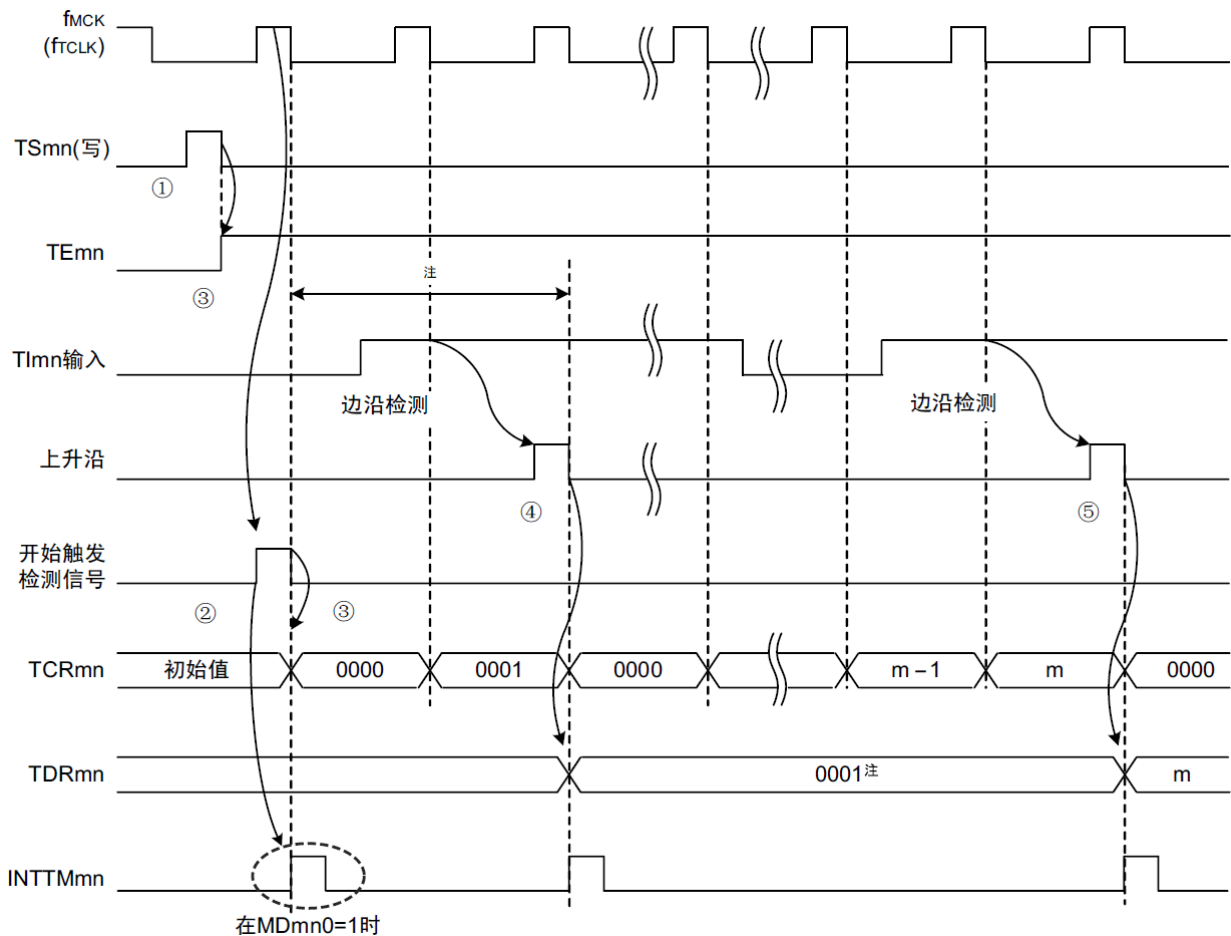 fMCK
(fTCLK)
TSmn(写)
①
TEmn
③
注
TImn输入
边沿检测
边沿检测
上升沿
④
⑤
开始触发
检测信号
②
③
TCRmn
初始值
0000
0001
0000
m－1
m
0000
TDRmn
0001注
m
INTTMmn
在MDmn0=1时